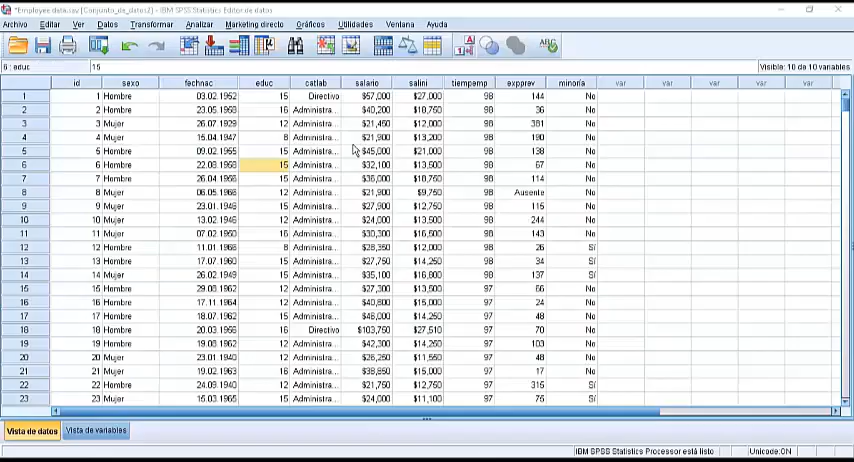 *Employee data.sav [Conjunto_de_datos2] - IBM SPSS Statistics Editor de datos
Archivo Editar Ver Datos Transformar Analizar Marketing directo Gráficos Utilidades Ventana Ayuda
6 : educ 15 Visible: 10 de 10 variables
id sexo fechnac educ catlab salario salini tiempemp expprev minoría var var var var var
1 1 Hombre 03.02.1952 15 Directivo $57,000 $27,000 98 144 No
2 2 Hombre 23.05.1958 16 Administra... $40,200 $18,750 98 36 No
3 3 Mujer 26.07.1929 12 Administra... $21,450 $12,000 98 381 No
4 4 Mujer 15.04.1947 8 Administra... $21,900 $13,200 98 190 No
5 5 Hombre 09.02.1955 15 Administra... $45,000 $21,000 98 138 No
6 6 Hombre 22.08.1958 15 Administra... $32,100 $13,500 98 67 No
7 7 Hombre 26.04.1956 15 Administra... $36,000 $18,750 98 114 No
8 8 Mujer 06.05.1966 12 Administra... $21,900 $9,750 98 Ausente No
9 9 Mujer 23.01.1946 15 Administra... $27,900 $12,750 98 115 No
10 10 Mujer 13.02.1946 12 Administra... $24,000 $13,500 98 244 No
11 11 Mujer 07.02.1950 16 Administra... $30,300 $16,500 98 143 No
12 12 Hombre 11.01.1966 8 Administra... $28,350 $12,000 98 26 Sí
13 13 Hombre 17.07.1960 15 Administra... $27,750 $14,250 98 34 Sí
14 14 Mujer 26.02.1949 15 Administra... $35,100 $16,800 98 137 Sí
15 15 Hombre 29.08.1962 12 Administra... $27,300 $13,500 97 66 No
16 16 Hombre 17.11.1964 12 Administra... $40,800 $15,000 97 24 No
17 17 Hombre 18.07.1962 15 Administra... $46,000 $14,250 97 48 No
18 18 Hombre 20.03.1956 16 Directivo $103,750 $27,510 97 70 No
19 19 Hombre 19.08.1962 12 Administra... $42,300 $14,250 97 103 No
20 20 Mujer 23.01.1940 12 Administra... $26,250 $11,550 97 48 No
21 21 Mujer 19.02.1963 16 Administra... $38,850 $15,000 97 17 No
22 22 Hombre 24.09.1940 12 Administra... $21,750 $12,750 97 315 Sí
23 23 Mujer 15.03.1965 15 Administra... $24,000 $11,100 97 75 Sí
Vista de datos Vista de variables
IBM SPSS Statistics Processor está listo Unicode:ON